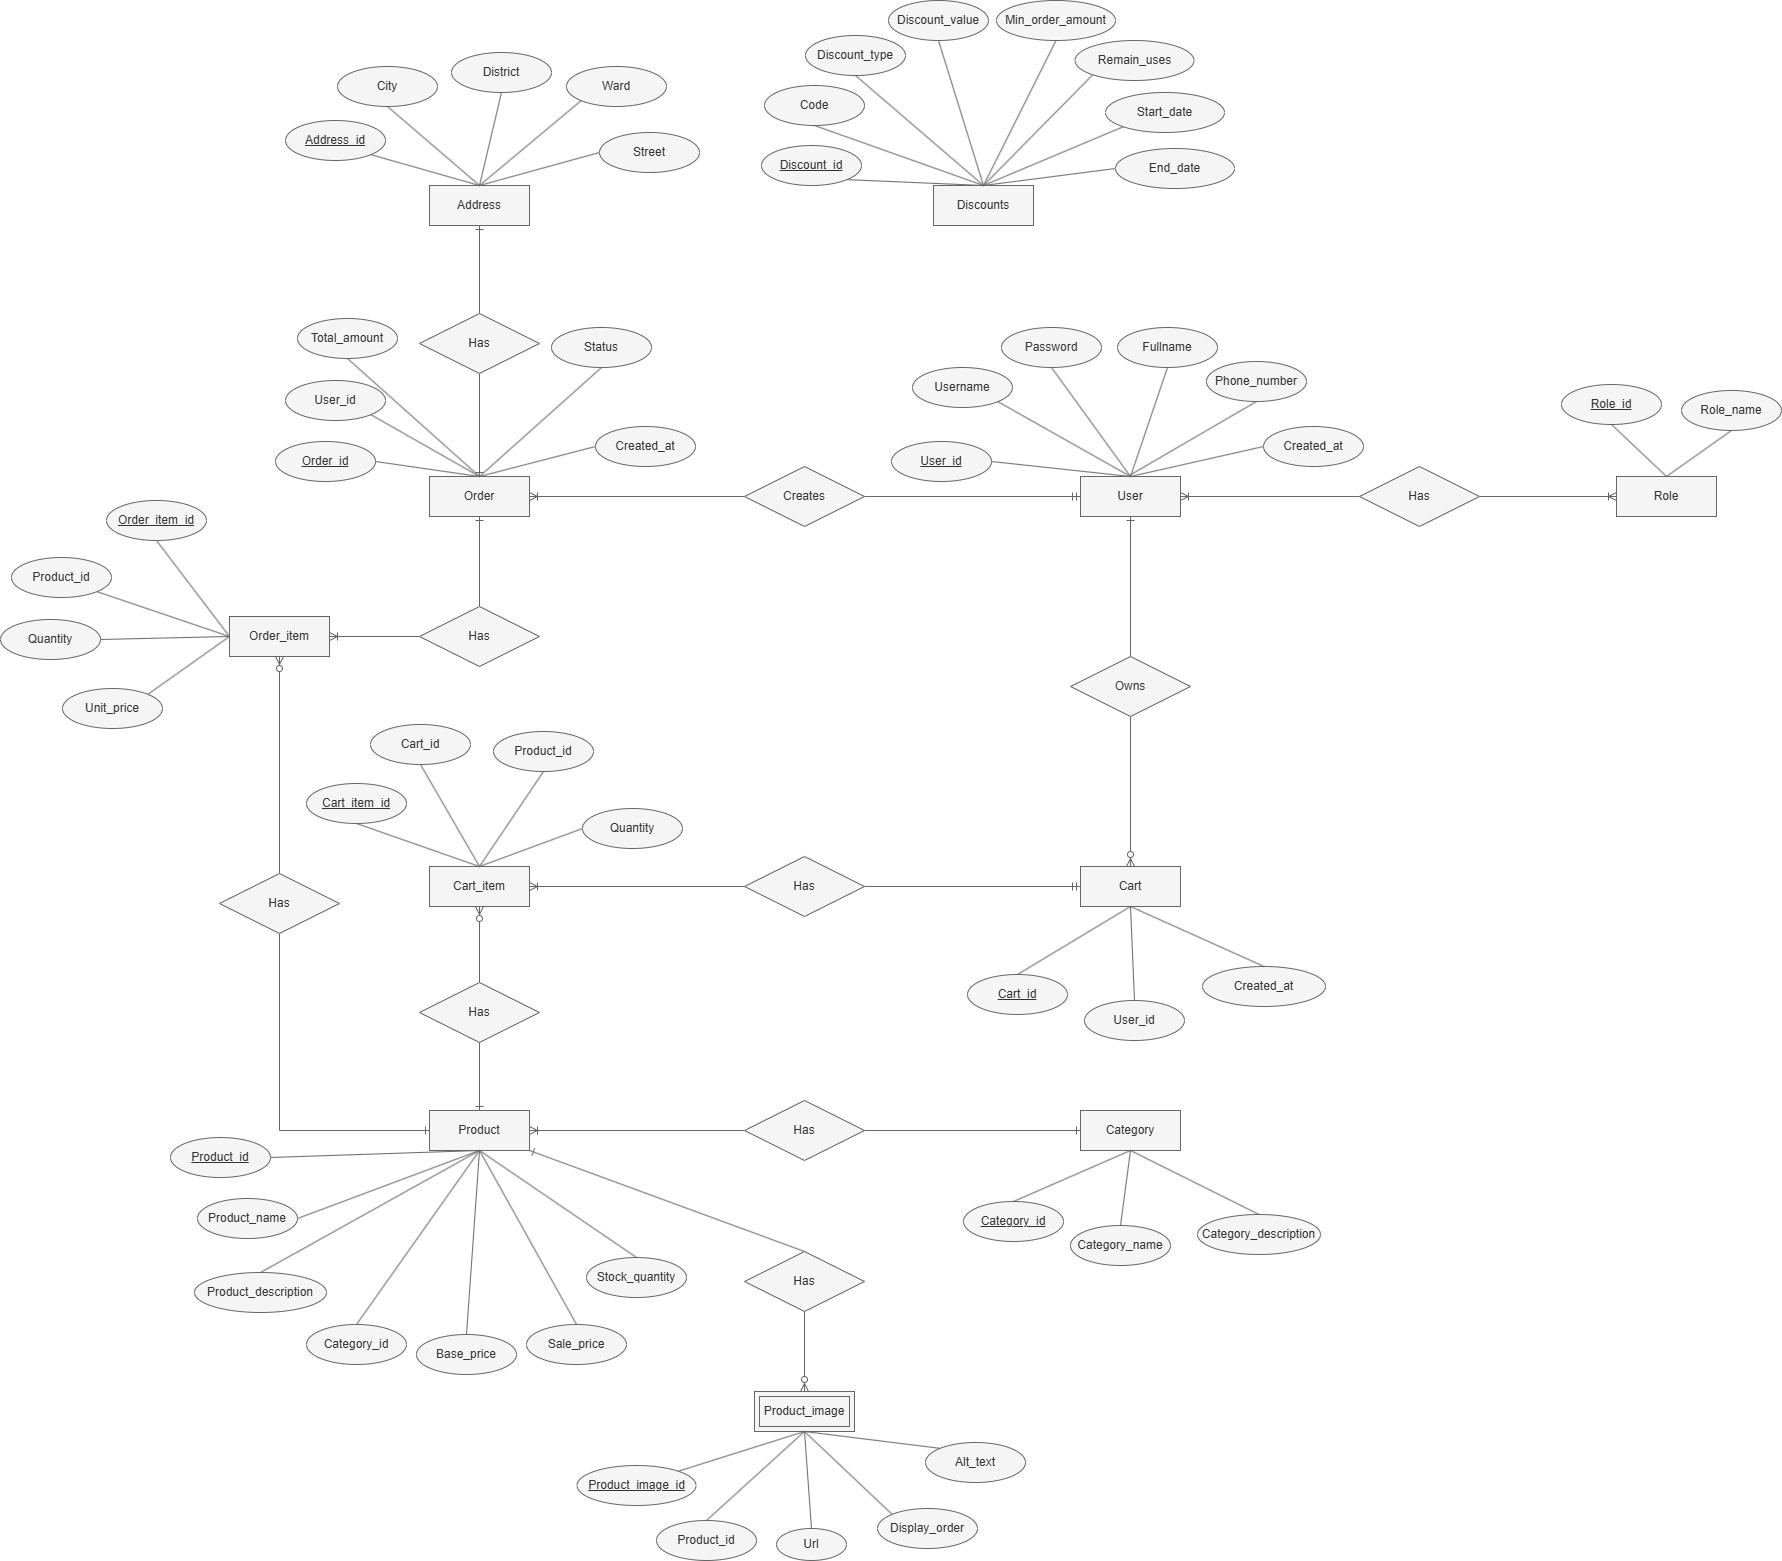 Discount_value
Min_order_amount
Discount_type
Remain_uses
District
City
Ward
Code
Start_date
Address_id
Street
Discount_id
End_date
Address
Discounts
Total_amount
Has
Status
Password
Fullname
Username
Phone_number
User_id
Role_id
Role_name
Order_id
Created_at
User_id
Created_at
Order
Creates
User
Has
Role
Order_item_id
Product_id
Quantity
Order_item
Has
Unit_price
Owns
Cart_id
Product_id
Cart_item_id
Quantity
Cart_item
Has
Cart
Has
Has
Cart_id
User_id
Created_at
Product
Has
Category
Product_id
Product_name
Product_description
Category_id
Base_price
Sale_price
Stock_quantity
Category_id
Category_name
Category_description
Has
Product_image
Product_image_id
Product_id
Url
Display_order
Alt_text